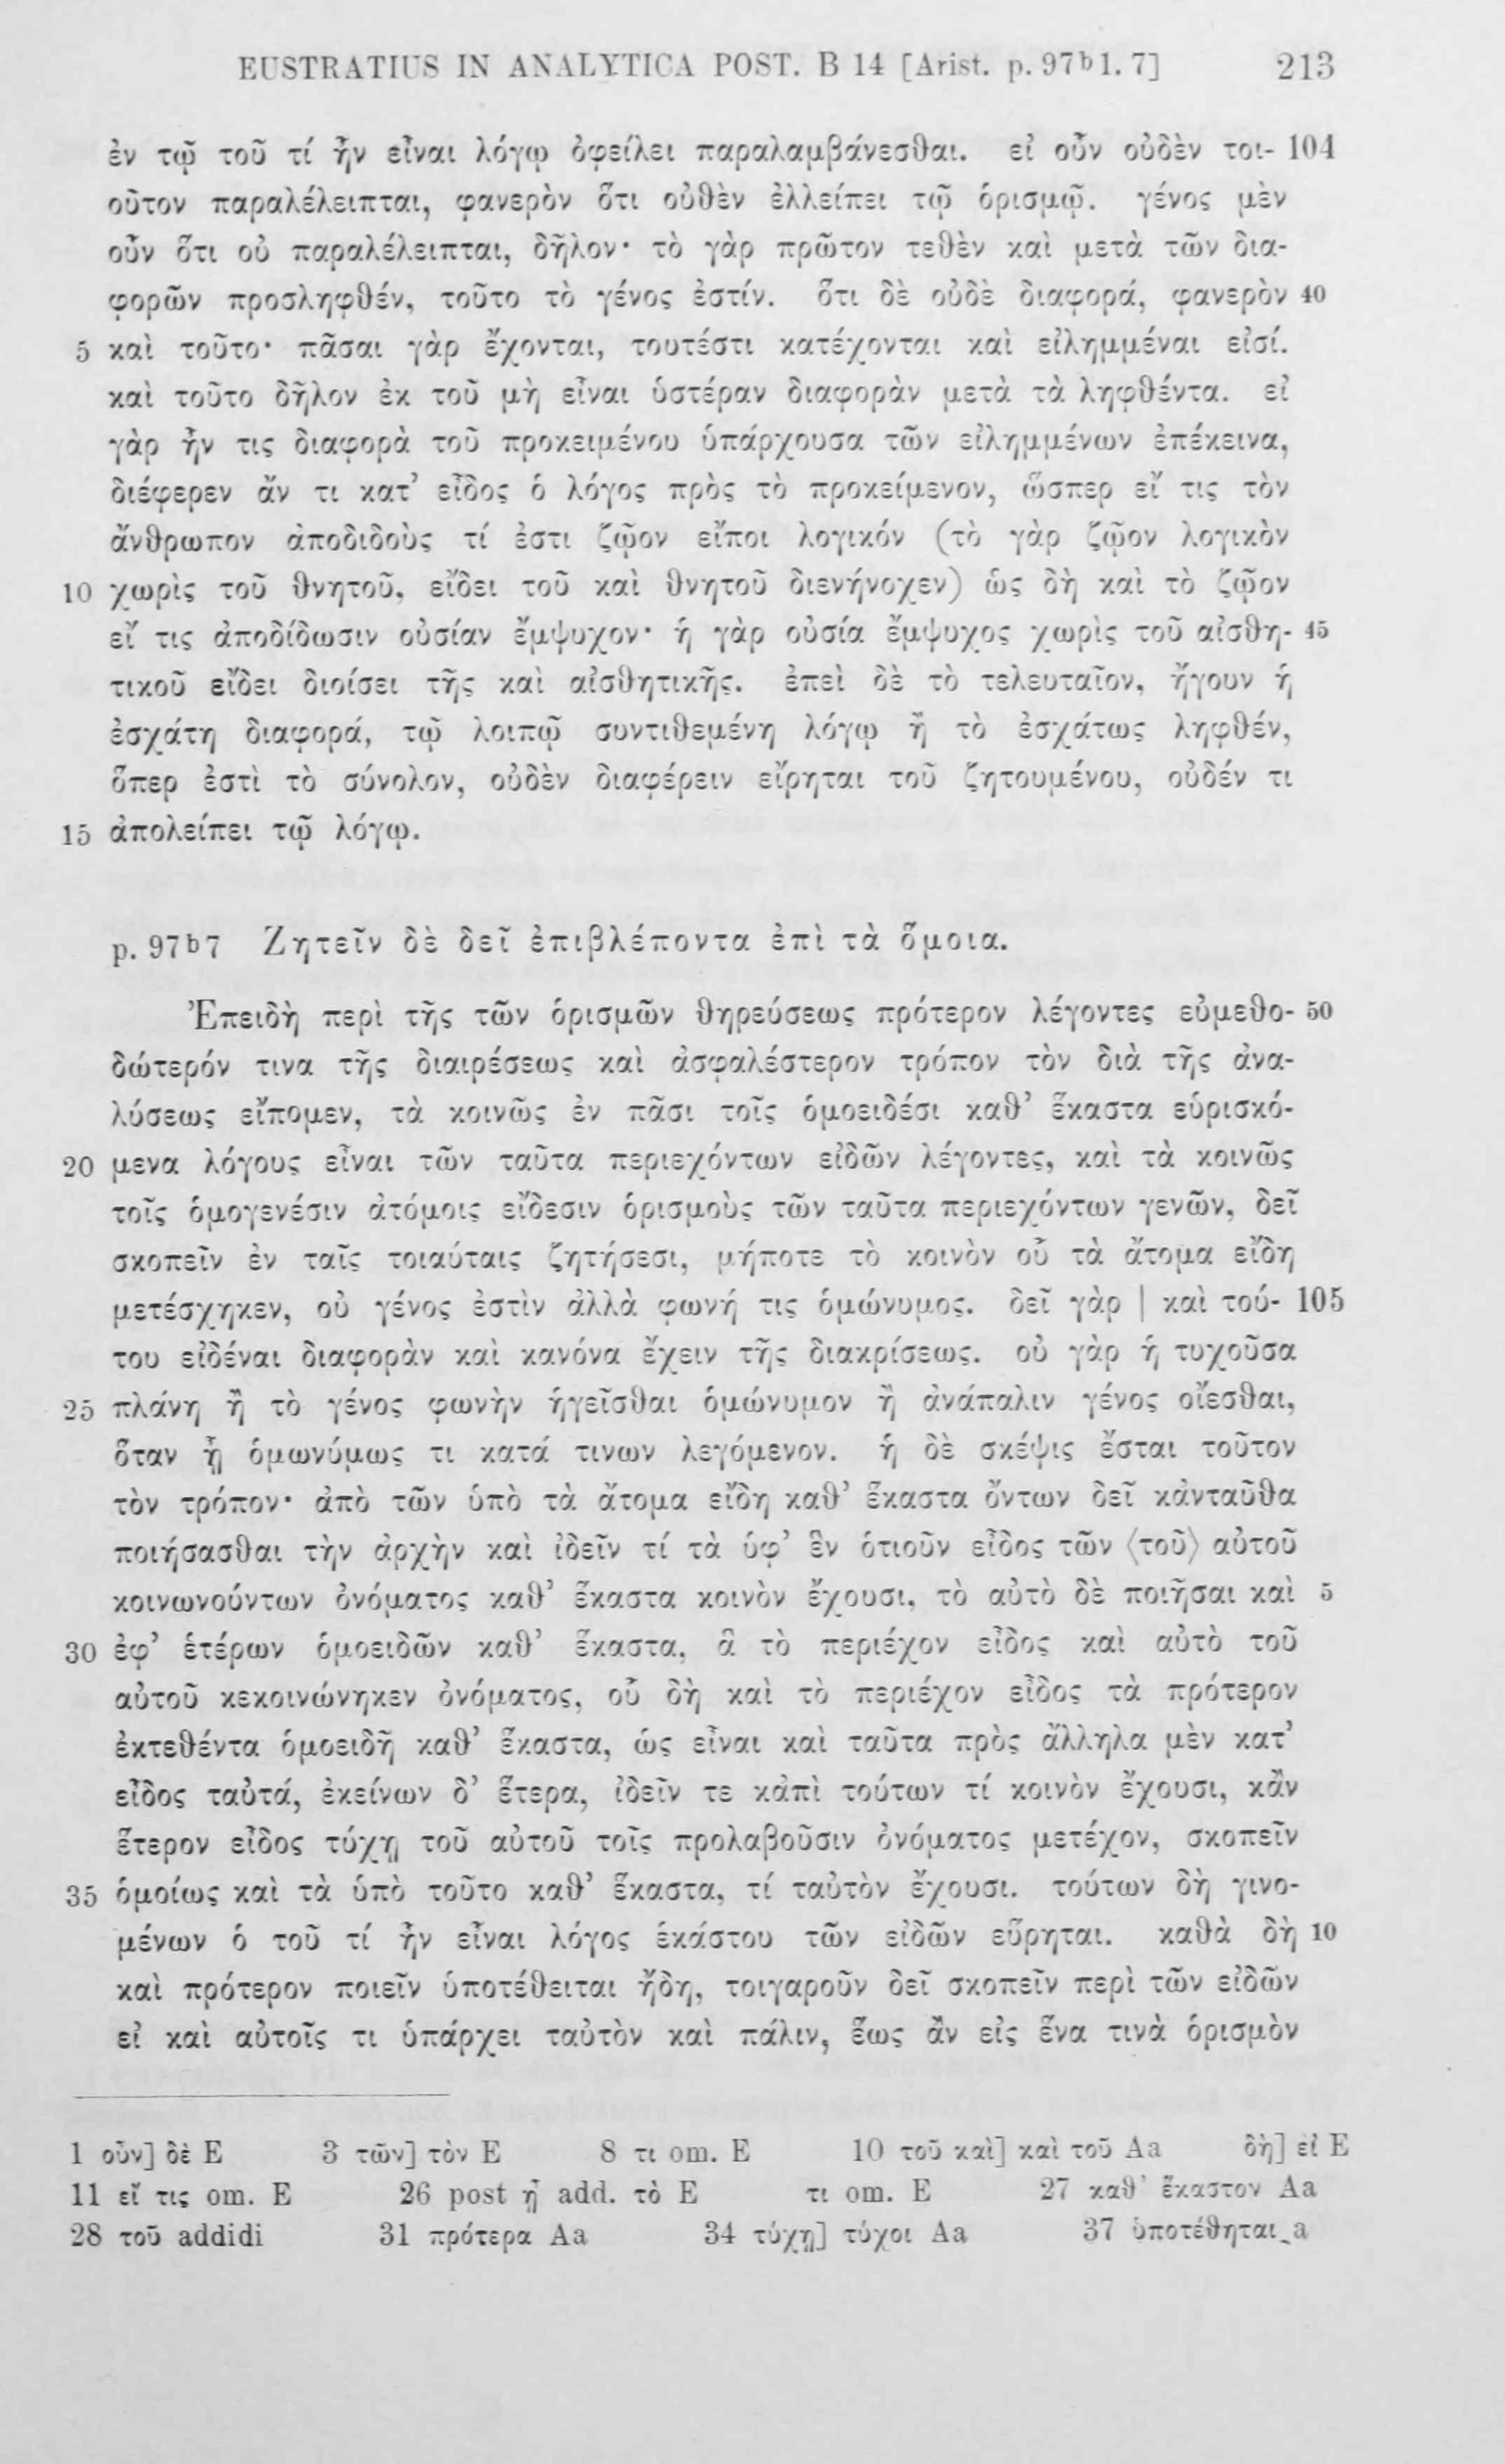 EUSTRATIUS IN ANALYTICA POST. B 14 [Arist. p. 97ᵇ1. 7] 213
ἐν τῷ τοῦ τί ἦν εἶναι λόγῳ ὀφείλει παραλαμβάνεσθαι. εἰ οὖν οὐδὲν τοι- 104
οῦτον παραλέλειπται, φανερὸν ὅτι οὐθὲν ἐλλείπει τῷ ὁρισμῷ. γένος μὲν
οὖν ὅτι οὐ παραλέλειπται, δῆλον· τὸ γὰρ πρῶτον τεθὲν καὶ μετὰ τῶν δια-
φορῶν προσληφθέν, τοῦτο τὸ γένος ἐστίν. ὅτι δὲ οὐδὲ διαφορά, φανερὸν 40
5 καὶ τοῦτο· πᾶσαι γὰρ ἔχονται, τουτέστι κατέχονται καὶ εἰλημμέναι εἰσί.
καὶ τοῦτο δῆλον ἐκ τοῦ μὴ εἶναι ὑστέραν διαφορὰν μετὰ τὰ ληφθέντα. εἰ
γὰρ ἦν τις διαφορὰ τοῦ προκειμένου ὑπάρχουσα τῶν εἰλημμένων ἐπέκεινα,
διέφερεν ἄν τι κατ’ εἶδος ὁ λόγος πρὸς τὸ προκείμενον, ὥσπερ εἴ τις τὸν
ἄνθρωπον ἀποδιδοὺς τί ἐστι ζῷον εἴποι λογικόν (τὸ γὰρ ζῷον λογικὸν
10 χωρὶς τοῦ θνητοῦ, εἴδει τοῦ καὶ θνητοῦ διενήνοχεν) ὡς δὴ καὶ τὸ ζῷον
εἴ τις ἀποδίδωσιν οὐσίαν ἔμψυχον· ἡ γὰρ οὐσία ἔμψυχος χωρὶς τοῦ αἰσθη- 45
τικοῦ εἴδει διοίσει τῆς καὶ αἰσθητικῆς. ἐπεὶ δὲ τὸ τελευταῖον, ἤγουν ἡ
ἐσχάτη διαφορά, τῷ λοιπῷ συντιθεμένη λόγῳ ἢ τὸ ἐσχάτως ληφθέν,
ὅπερ ἐστὶ τὸ σύνολον, οὐδὲν διαφέρειν εἴρηται τοῦ ζητουμένου, οὐδέν τι
15 ἀπολείπει τῷ λόγῳ.
p. 97ᵇ7 Ζητεῖν δὲ δεῖ ἐπιβλέποντα ἐπὶ τὰ ὅμοια.
Ἐπειδὴ περὶ τῆς τῶν ὁρισμῶν θηρεύσεως πρότερον λέγοντες εὐμεθο- 50
δώτερόν τινα τῆς διαιρέσεως καὶ ἀσφαλέστερον τρόπον τὸν διὰ τῆς ἀνα-
λύσεως εἴπομεν, τὰ κοινῶς ἐν πᾶσι τοῖς ὁμοειδέσι καθ’ ἕκαστα εὑρισκό-
20 μενα λόγους εἶναι τῶν ταῦτα περιεχόντων εἰδῶν λέγοντες, καὶ τὰ κοινῶς
τοῖς ὁμογενέσιν ἀτόμοις εἴδεσιν ὁρισμοὺς τῶν ταῦτα περιεχόντων γενῶν, δεῖ
σκοπεῖν ἐν ταῖς τοιαύταις ζητήσεσι, μήποτε τὸ κοινὸν οὗ τὰ ἄτομα εἴδη
μετέσχηκεν, οὐ γένος ἐστὶν ἀλλὰ φωνή τις ὁμώνυμος. δεῖ γὰρ | καὶ τού- 105
του εἰδέναι διαφορὰν καὶ κανόνα ἔχειν τῆς διακρίσεως. οὐ γὰρ ἡ τυχοῦσα
25 πλάνη ἢ τὸ γένος φωνὴν ἡγεῖσθαι ὁμώνυμον ἢ ἀνάπαλιν γένος οἴεσθαι,
ὅταν ᾖ ὁμωνύμως τι κατά τινων λεγόμενον. ἡ δὲ σκέψις ἔσται τοῦτον
τὸν τρόπον· ἀπὸ τῶν ὑπὸ τὰ ἄτομα εἴδη καθ’ ἕκαστα ὄντων δεῖ κἀνταῦθα
ποιήσασθαι τὴν ἀρχὴν καὶ ἰδεῖν τί τὰ ὑφ’ ἓν ὁτιοῦν εἶδος τῶν ⟨τοῦ⟩ αὐτοῦ
κοινωνούντων ὀνόματος καθ’ ἕκαστα κοινὸν ἔχουσι, τὸ αὐτὸ δὲ ποιῆσαι καὶ 5
30 ἐφ’ ἑτέρων ὁμοειδῶν καθ’ ἕκαστα, ἃ τὸ περιέχον εἶδος καὶ αὐτὸ τοῦ
αὐτοῦ κεκοινώνηκεν ὀνόματος, οὗ δὴ καὶ τὸ περιέχον εἶδος τὰ πρότερον
ἐκτεθέντα ὁμοειδῆ καθ’ ἕκαστα, ὡς εἶναι καὶ ταῦτα πρὸς ἄλληλα μὲν κατ’
εἶδος ταὐτά, ἐκείνων δ’ ἕτερα, ἰδεῖν τε κἀπὶ τούτων τί κοινὸν ἔχουσι, κἂν
ἕτερον εἶδος τύχῃ τοῦ αὐτοῦ τοῖς προλαβοῦσιν ὀνόματος μετέχον, σκοπεῖν
35 ὁμοίως καὶ τὰ ὑπὸ τοῦτο καθ’ ἕκαστα, τί ταὐτὸν ἔχουσι. τούτων δὴ γινο-
μένων ὁ τοῦ τί ἦν εἶναι λόγος ἑκάστου τῶν εἰδῶν εὕρηται. καθὰ δὴ 10
καὶ πρότερον ποιεῖν ὑποτέθειται ἤδη, τοιγαροῦν δεῖ σκοπεῖν περὶ τῶν εἰδῶν
εἰ καὶ αὐτοῖς τι ὑπάρχει ταὐτὸν καὶ πάλιν, ἕως ἂν εἰς ἕνα τινὰ ὁρισμὸν
1 οὖν] δὲ E 3 τῶν] τὸν E 8 τι om. E 10 τοῦ καὶ] καὶ τοῦ Aa δὴ] εἰ E
11 εἴ τις om. E 26 post ᾖ add. τὸ E τι om. E 27 καθ’ ἕκαστον Aa
28 τοῦ addidi 31 πρότερα Aa 34 τύχῃ] τύχοι Aa 37 ὑποτέθηται a